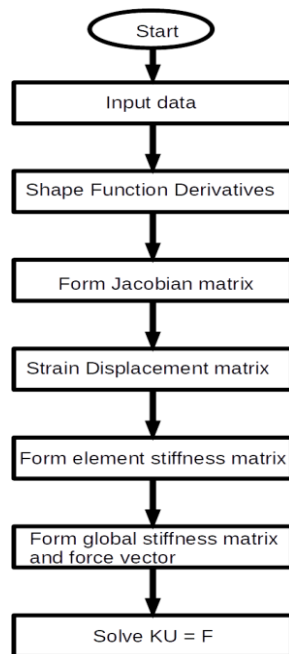 Start
Input data
Shape Function Derivatives
Form Jacobian matrix
Strain Displacement matrix
Form element stiffness matrix
Form global stiffness matrix
and force vector
Solve KU = F